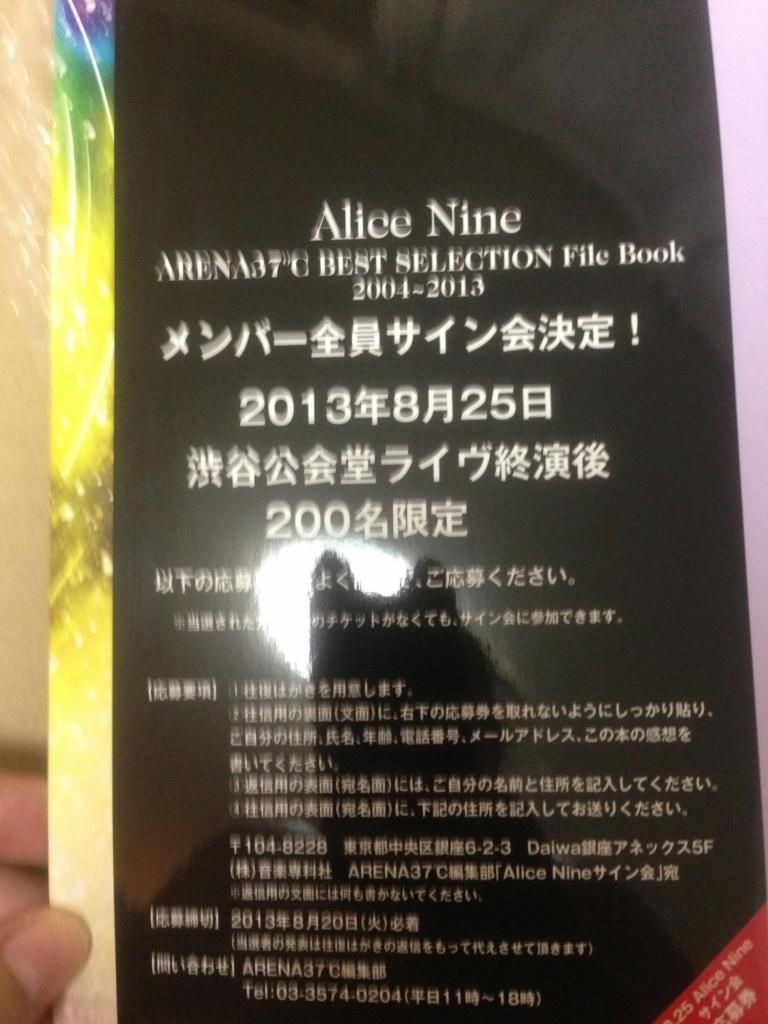 Alice Nine
ARENA37℃ BEST SELECTION File Book
2004~2013
メンバー全員サイン会決定！
2013年8月25日
渋谷公会堂ライヴ終演後
200名限定
以下の応募 よく 、ご応募ください。
※当選された のチケットがなくても、サイン会に参加できます。
【応募要項】 ①往復はがきを用意します。
②往信用の裏面(文面)に、右下の応募券を取れないようにしっかり貼り、
ご自分の住所、氏名、年齢、電話番号、メールアドレス、この本の感想を
書いてください。
③返信用の表面(宛名面)には、ご自分の名前と住所を記入してください。
④往信用の表面(宛名面)に、下記の住所を記入してお送りください。
〒104-8228 東京都中央区銀座6-2-3 Daiwa銀座アネックス5F
(株)音楽専科社 ARENA37℃編集部「Alice Nineサイン会」宛
※返信用の文面には何も書かないでください。
【応募締切】 2013年8月20日(火)必着
(当選者の発表は往復はがきの返信をもって代えさせて頂きます)
【問い合わせ】 ARENA37℃編集部
Tel:03-3574-0204(平日11時～18時)
.25 Alice Nine
サイン会
応募券